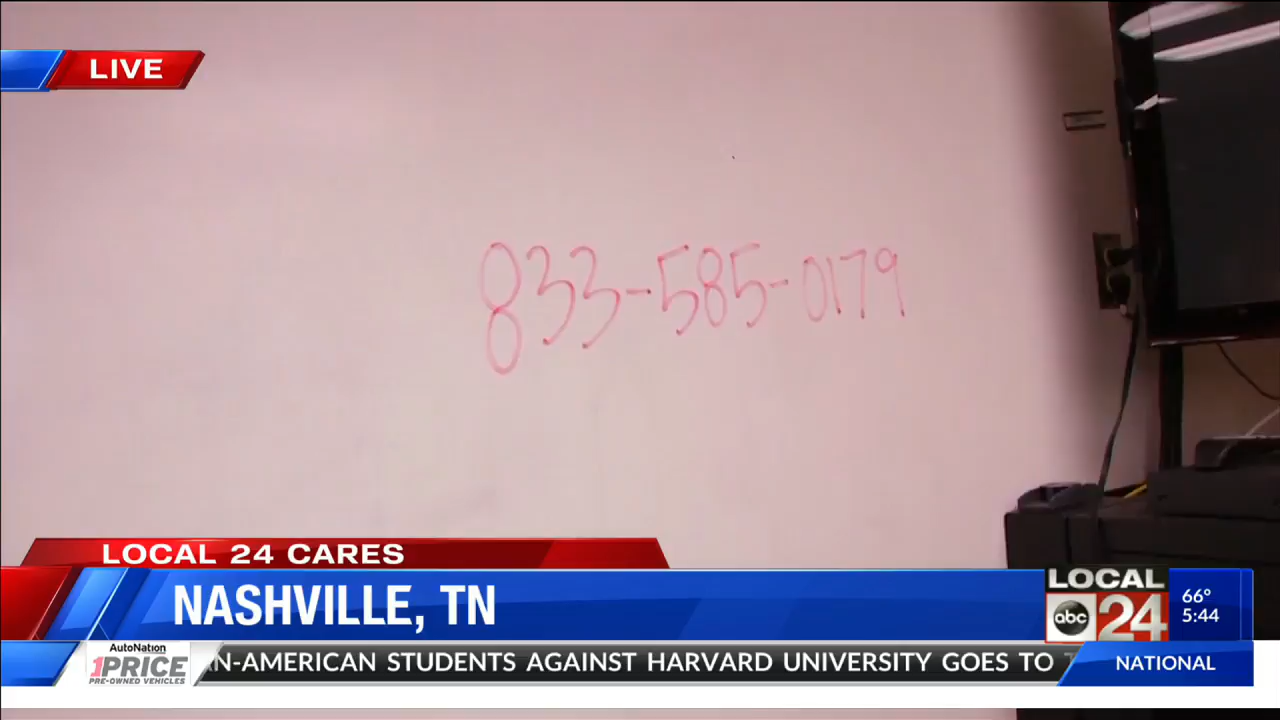 LIVE
833-585-0179
LOCAL 24 CARES
NASHVILLE, TN
LOCAL
abc 24
66°
5:44
AutoNation
1PRICE
PRE-OWNED VEHICLES
N-AMERICAN STUDENTS AGAINST HARVARD UNIVERSITY GOES TO
NATIONAL